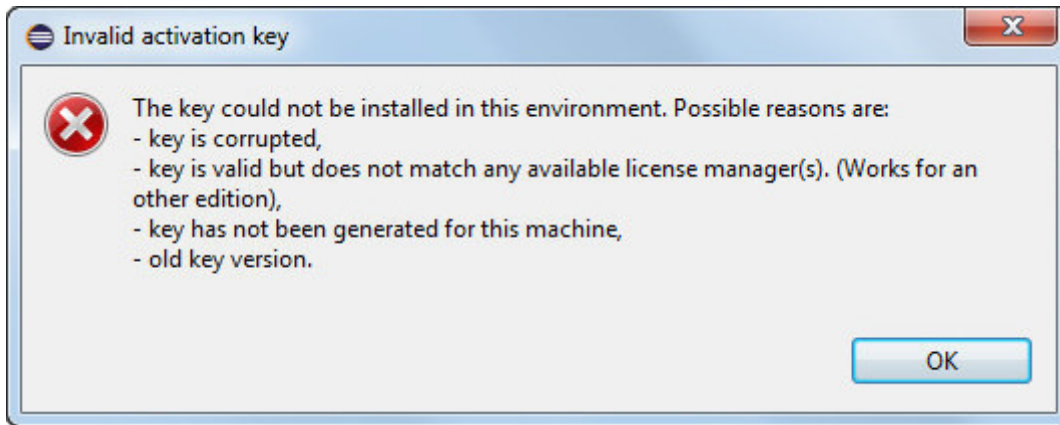 Invalid activation key
The key could not be installed in this environment. Possible reasons are:
- key is corrupted,
- key is valid but does not match any available license manager(s). (Works for an
other edition),
- key has not been generated for this machine,
- old key version.
OK